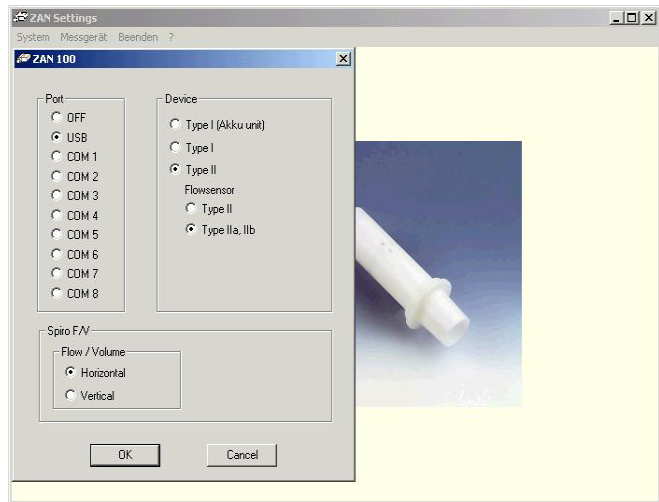 ZAN Settings
System Messgerät Beenden ?
ZAN 100
Port
OFF
USB
COM 1
COM 2
COM 3
COM 4
COM 5
COM 6
COM 7
COM 8
Device
Type I (Akku unit)
Type I
Type II
Flowsensor
Type II
Type IIa, IIb
Spiro F/V
Flow / Volume
Horizontal
Vertical
OK Cancel